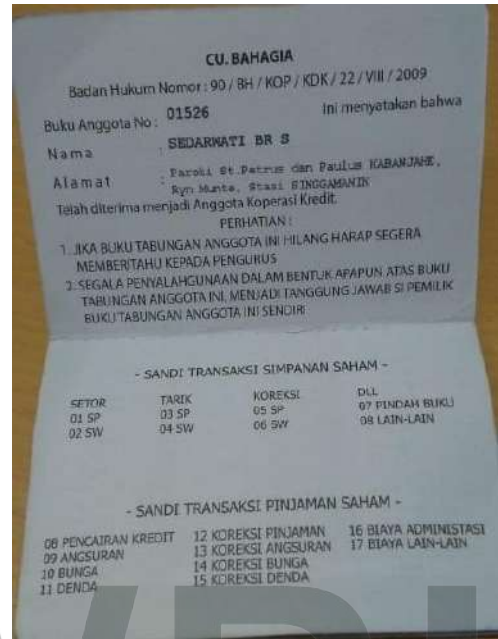 CU. BAHAGIA
Badan Hukum Nomor : 90 / BH / KOP / KDK / 22 / VIII / 2009
Buku Anggota No : 01526 Ini menyatakan bahwa
Nama : SEDARWATI BR S
Alamat : Paroki St.Petrus dan Paulus KABANJAHE,
Ryn Munte, Stasi SINGGAMANIK
Telah diterima menjadi Anggota Koperasi Kredit.
PERHATIAN :
1. JIKA BUKU TABUNGAN ANGGOTA INI HILANG HARAP SEGERA
MEMBERITAHU KEPADA PENGURUS
2. SEGALA PENYALAHGUNAAN DALAM BENTUK APAPUN ATAS BUKU
TABUNGAN ANGGOTA INI, MENJADI TANGGUNG JAWAB SI PEMILIK
BUKU TABUNGAN ANGGOTA INI SENDIRI
- SANDI TRANSAKSI SIMPANAN SAHAM -
SETOR TARIK KOREKSI DLL
01 SP 03 SP 05 SP 07 PINDAH BUKU
02 SW 04 SW 06 SW 08 LAIN-LAIN
- SANDI TRANSAKSI PINJAMAN SAHAM -
08 PENCAIRAN KREDIT 12 KOREKSI PINJAMAN 16 BIAYA ADMINISTASI
09 ANGSURAN 13 KOREKSI ANGSURAN 17 BIAYA LAIN-LAIN
10 BUNGA 14 KOREKSI BUNGA
11 DENDA 15 KOREKSI DENDA